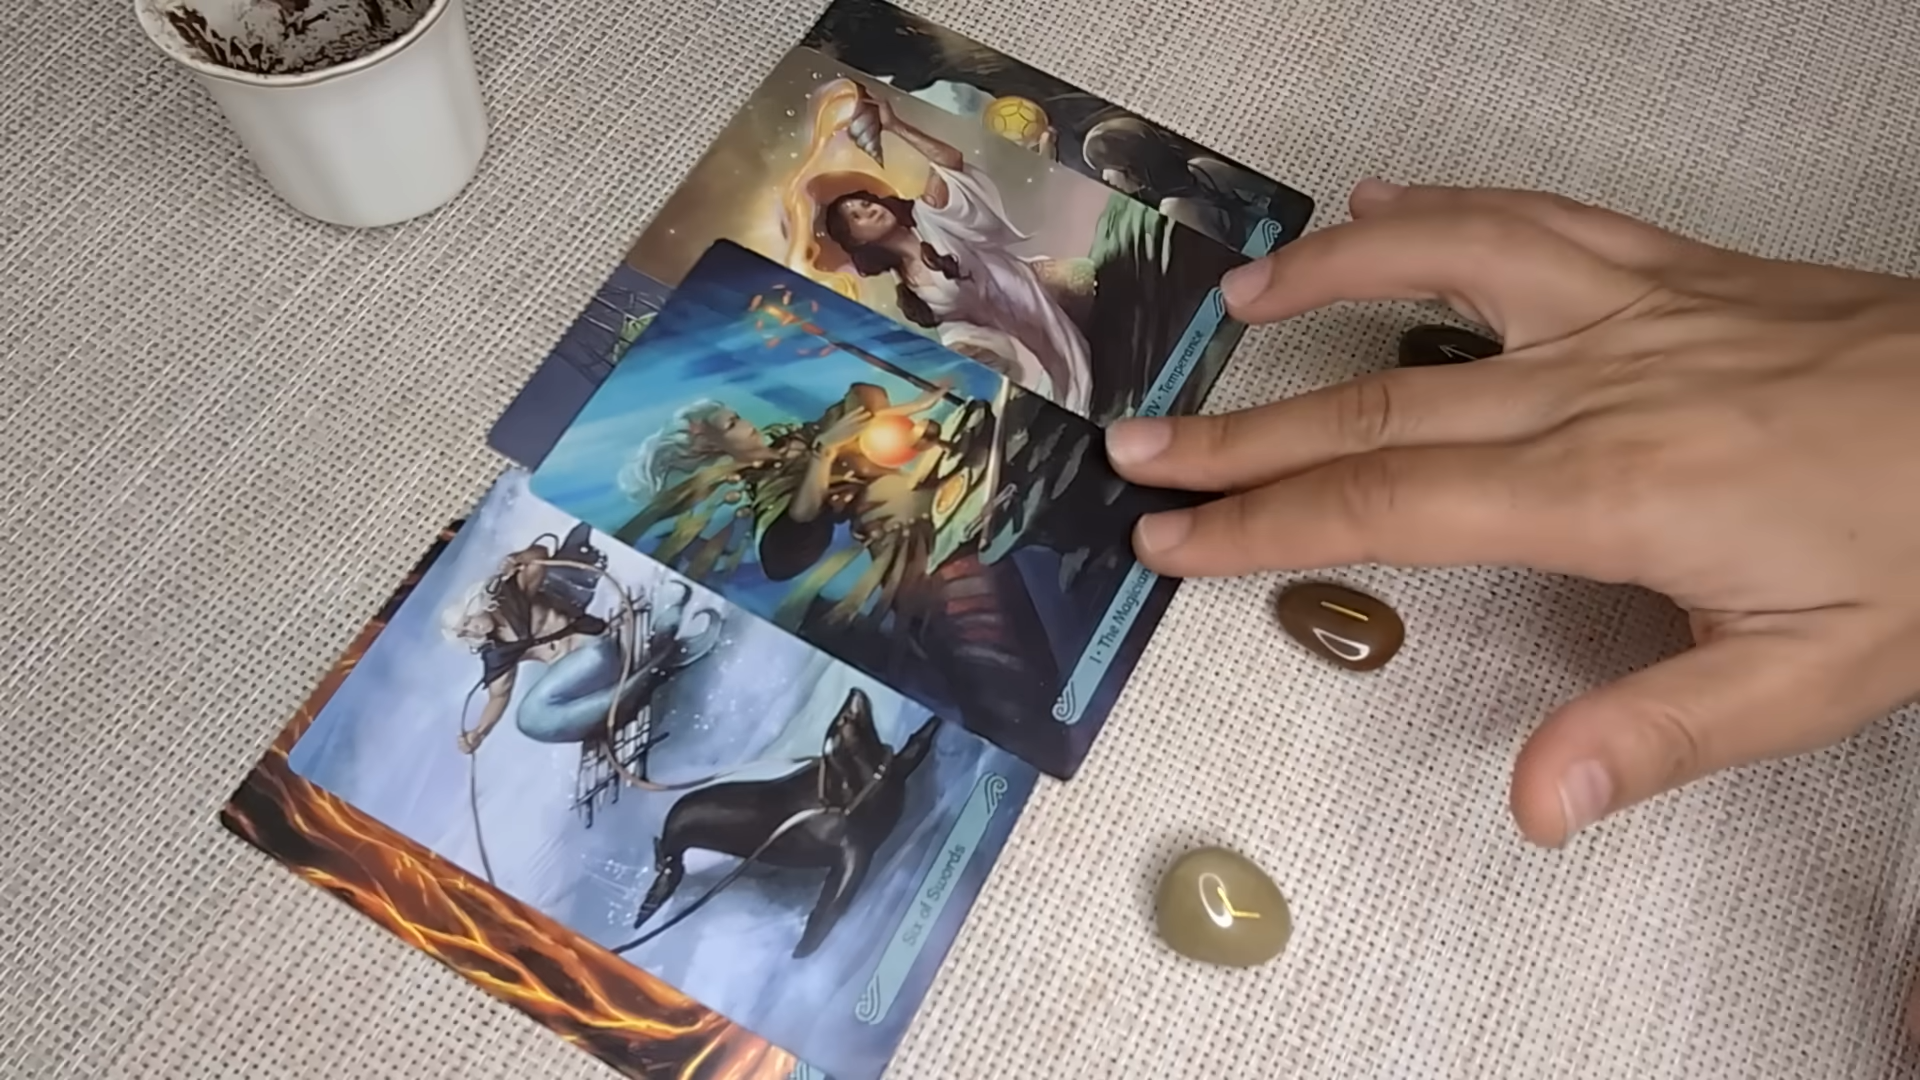 XIV • Temperance
I • The Magician
Six of Swords